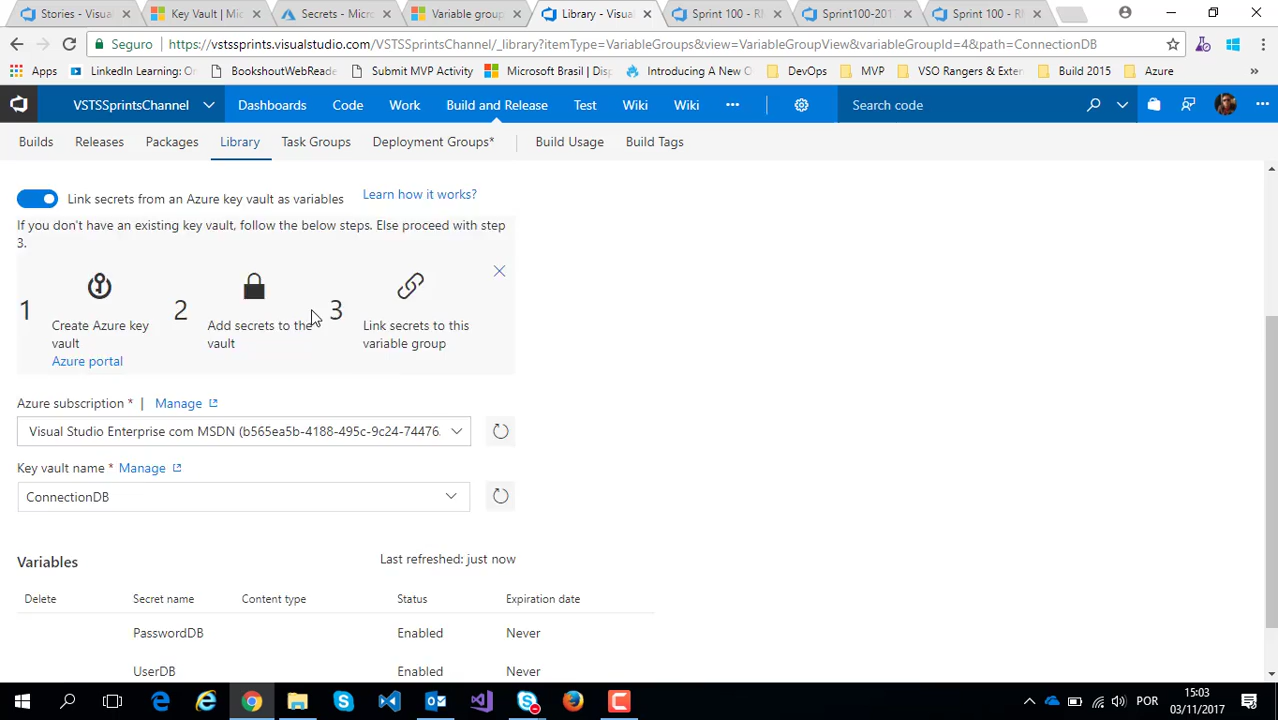 Stories - Visual
Key Vault | Mic
Secrets - Micros
Variable group
Library - Visual
Sprint 100 - RM
Sprint100-201
Sprint 100 - RM
Seguro
https://vstssprints.visualstudio.com/VSTSSprintsChannel/_library?itemType=VariableGroups&view=VariableGroupView&variableGroupId=4&path=ConnectionDB
Apps
LinkedIn Learning: O
BookshoutWebReade
Submit MVP Activity
Microsoft Brasil | Disp
Introducing A New C
DevOps
MVP
VSO Rangers & Exter
Build 2015
Azure
»
VSTSSprintsChannel
Dashboards
Code
Work
Build and Release
Test
Wiki
Wiki
Search code
Builds
Releases
Packages
Library
Task Groups
Deployment Groups*
Build Usage
Build Tags
Link secrets from an Azure key vault as variables
Learn how it works?
If you don't have an existing key vault, follow the below steps. Else proceed with step
3.
1
Create Azure key
vault
Azure portal
2
Add secrets to the
vault
3
Link secrets to this
variable group
Azure subscription * | Manage
Visual Studio Enterprise com MSDN (b565ea5b-4188-495c-9c24-74476.
Key vault name * Manage
ConnectionDB
Variables
Last refreshed: just now
Delete Secret name Content type Status Expiration date
PasswordDB Enabled Never
UserDB Enabled Never
POR
15:03
03/11/2017